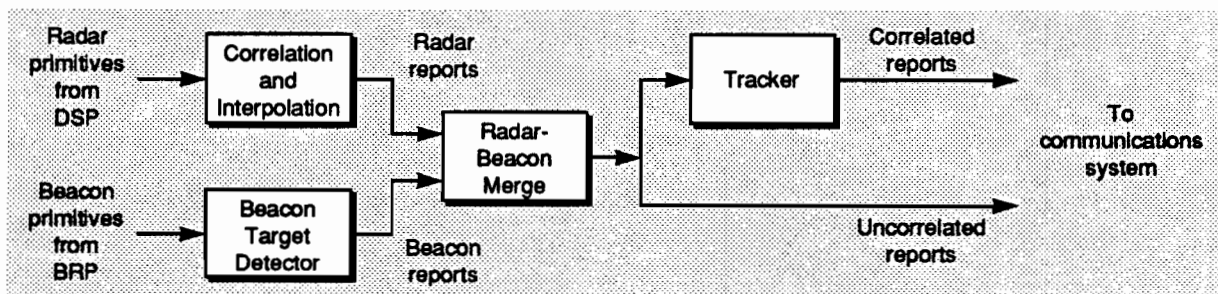 Radar
primitives
from
DSP
Correlation
and
Interpolation
Radar
reports
Tracker
Correlated
reports
Radar-
Beacon
Merge
To
communications
system
Beacon
primitives
from
BRP
Beacon
Target
Detector
Beacon
reports
Uncorrelated
reports